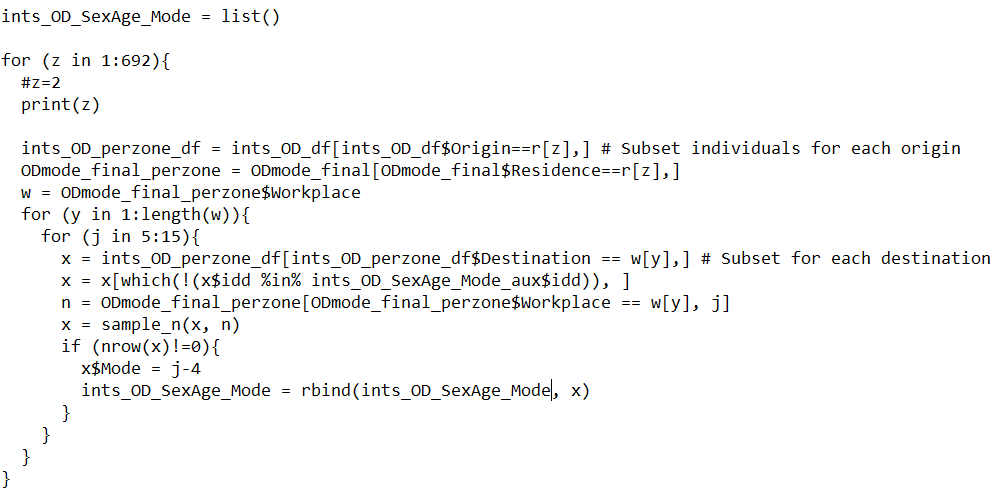 ints_OD_SexAge_Mode = list()

for (z in 1:692){
  #z=2
  print(z)

  ints_OD_perzone_df = ints_OD_df[ints_OD_df$Origin==r[z],] # Subset individuals for each origin
  ODmode_final_perzone = ODmode_final[ODmode_final$Residence==r[z],]
  w = ODmode_final_perzone$Workplace
  for (y in 1:length(w)){
    for (j in 5:15){
      x = ints_OD_perzone_df[ints_OD_perzone_df$Destination == w[y],] # Subset for each destination
      x = x[which(!(x$idd %in% ints_OD_SexAge_Mode_aux$idd)), ]
      n = ODmode_final_perzone[ODmode_final_perzone$Workplace == w[y], j]
      x = sample_n(x, n)
      if (nrow(x)!=0){
        x$Mode = j-4
        ints_OD_SexAge_Mode = rbind(ints_OD_SexAge_Mode, x)
      }
    }
  }
}